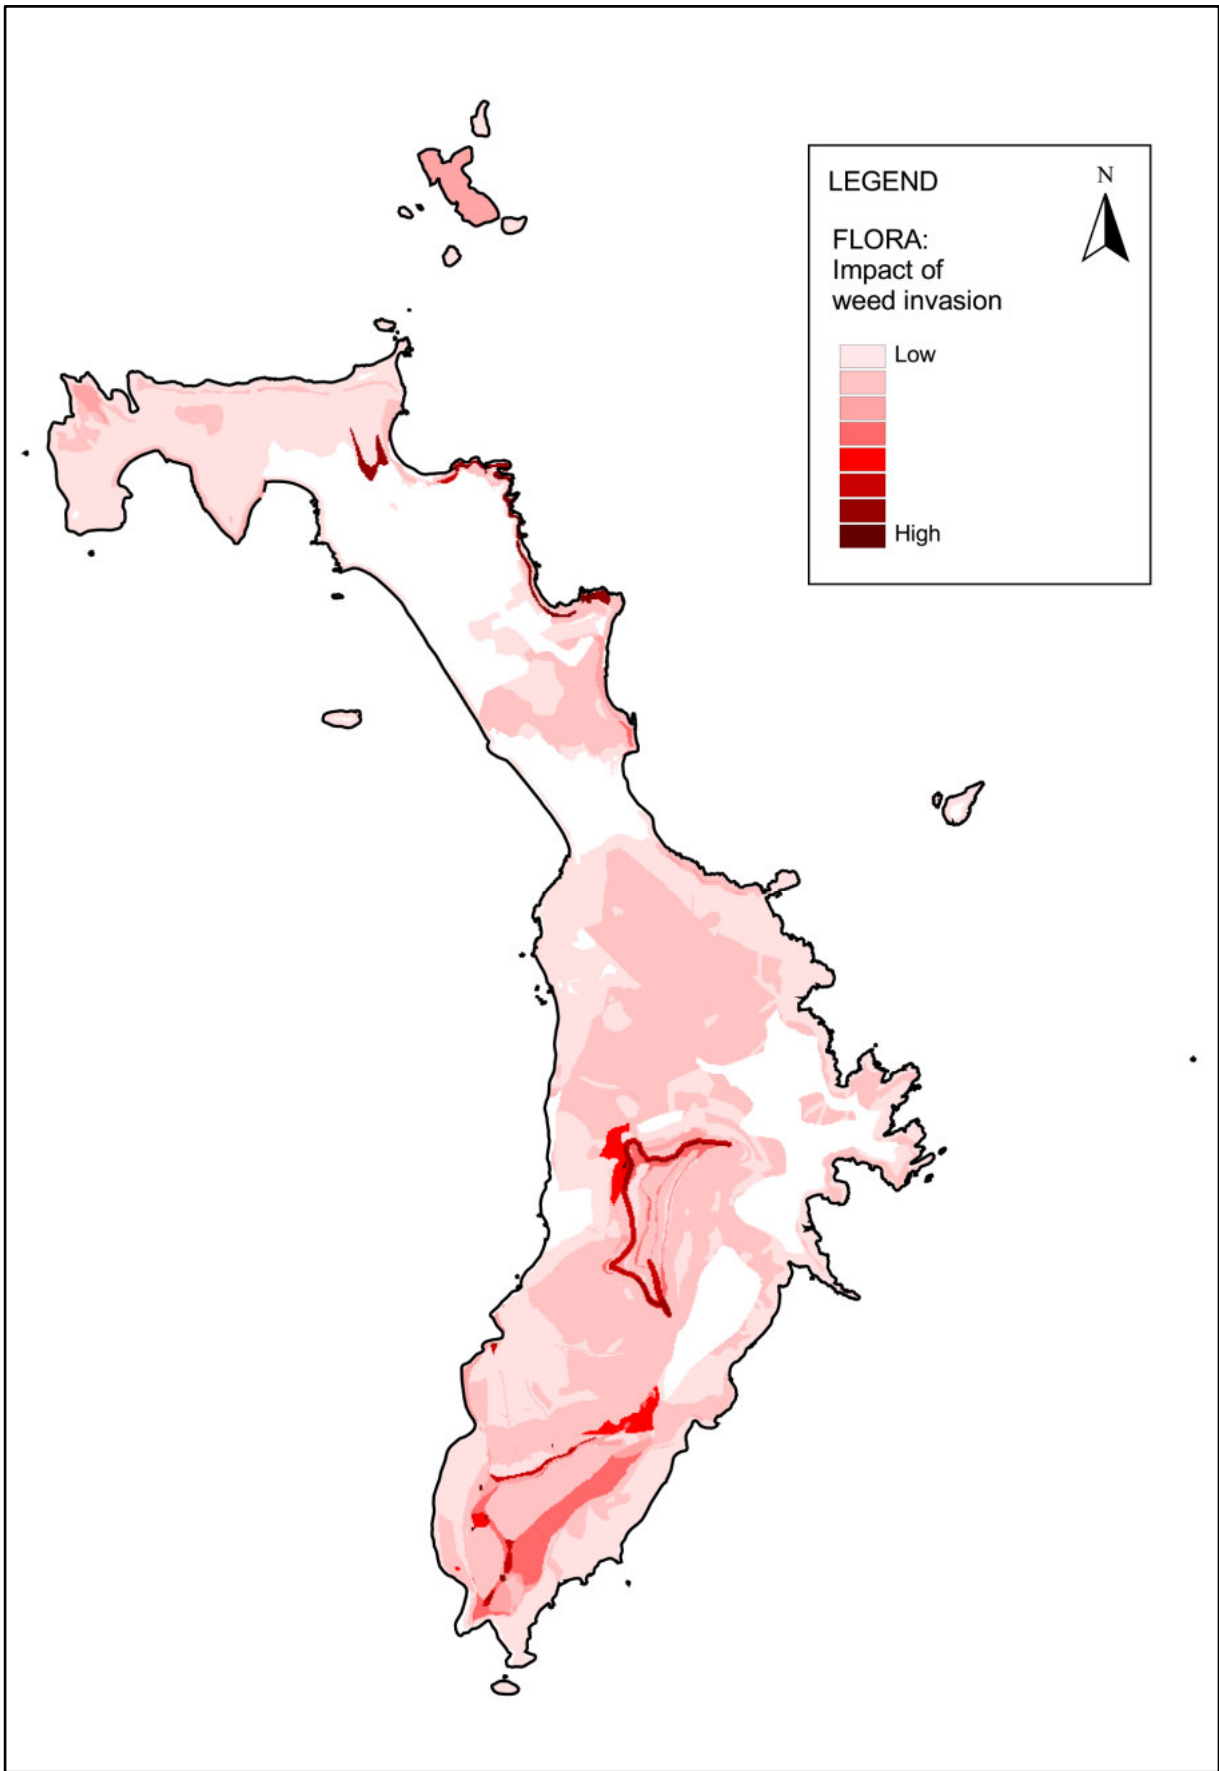 LEGEND
N
FLORA:
Impact of
weed invasion
Low
High